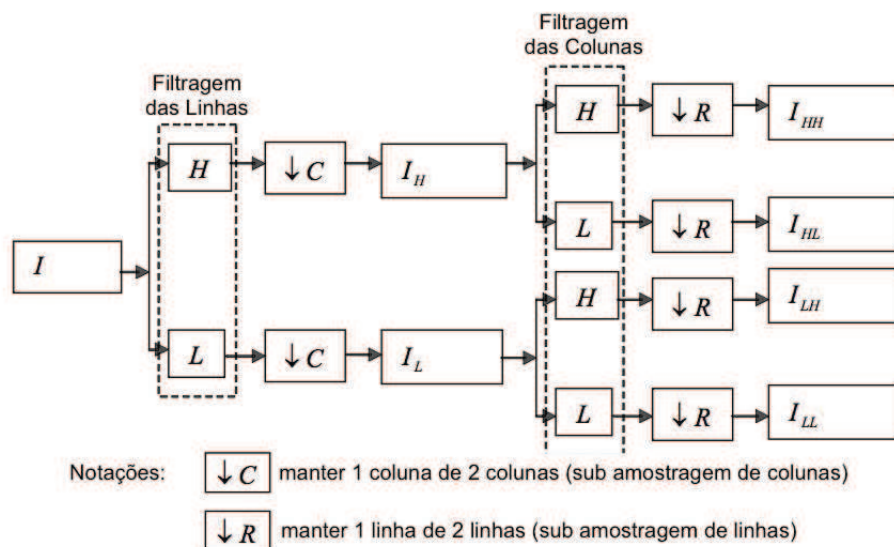 Filtragem
das Colunas
Filtragem
das Linhas
H
↓ R
I_HH
H
↓ C
I_H
L
↓ R
I_HL
I
H
↓ R
I_LH
L
↓ C
I_L
L
↓ R
I_LL
Notações:
↓ C
manter 1 coluna de 2 colunas (sub amostragem de colunas)
↓ R
manter 1 linha de 2 linhas (sub amostragem de linhas)